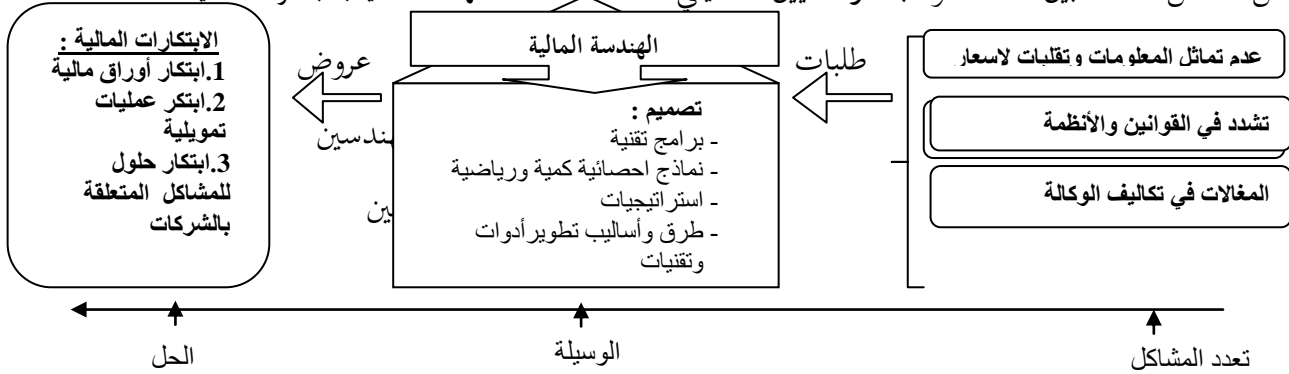 عدم تماثل المعلومات وتقلبات لاسعار
تشدد في القوانين والأنظمة
المغالات في تكاليف الوكالة
طلبات
الهندسة المالية
تصميم :
- برامج تقنية
- نماذج احصائية كمية ورياضية
- استراتيجيات
- طرق وأساليب تطويرأدوات
وتقنيات
عروض
الابتكارات المالية :
1.ابتكار أوراق مالية
2.ابتكر عمليات
تمويلية
3.ابتكار حلول
للمشاكل المتعلقة
بالشركات
تعدد المشاكل
الوسيلة
الحل